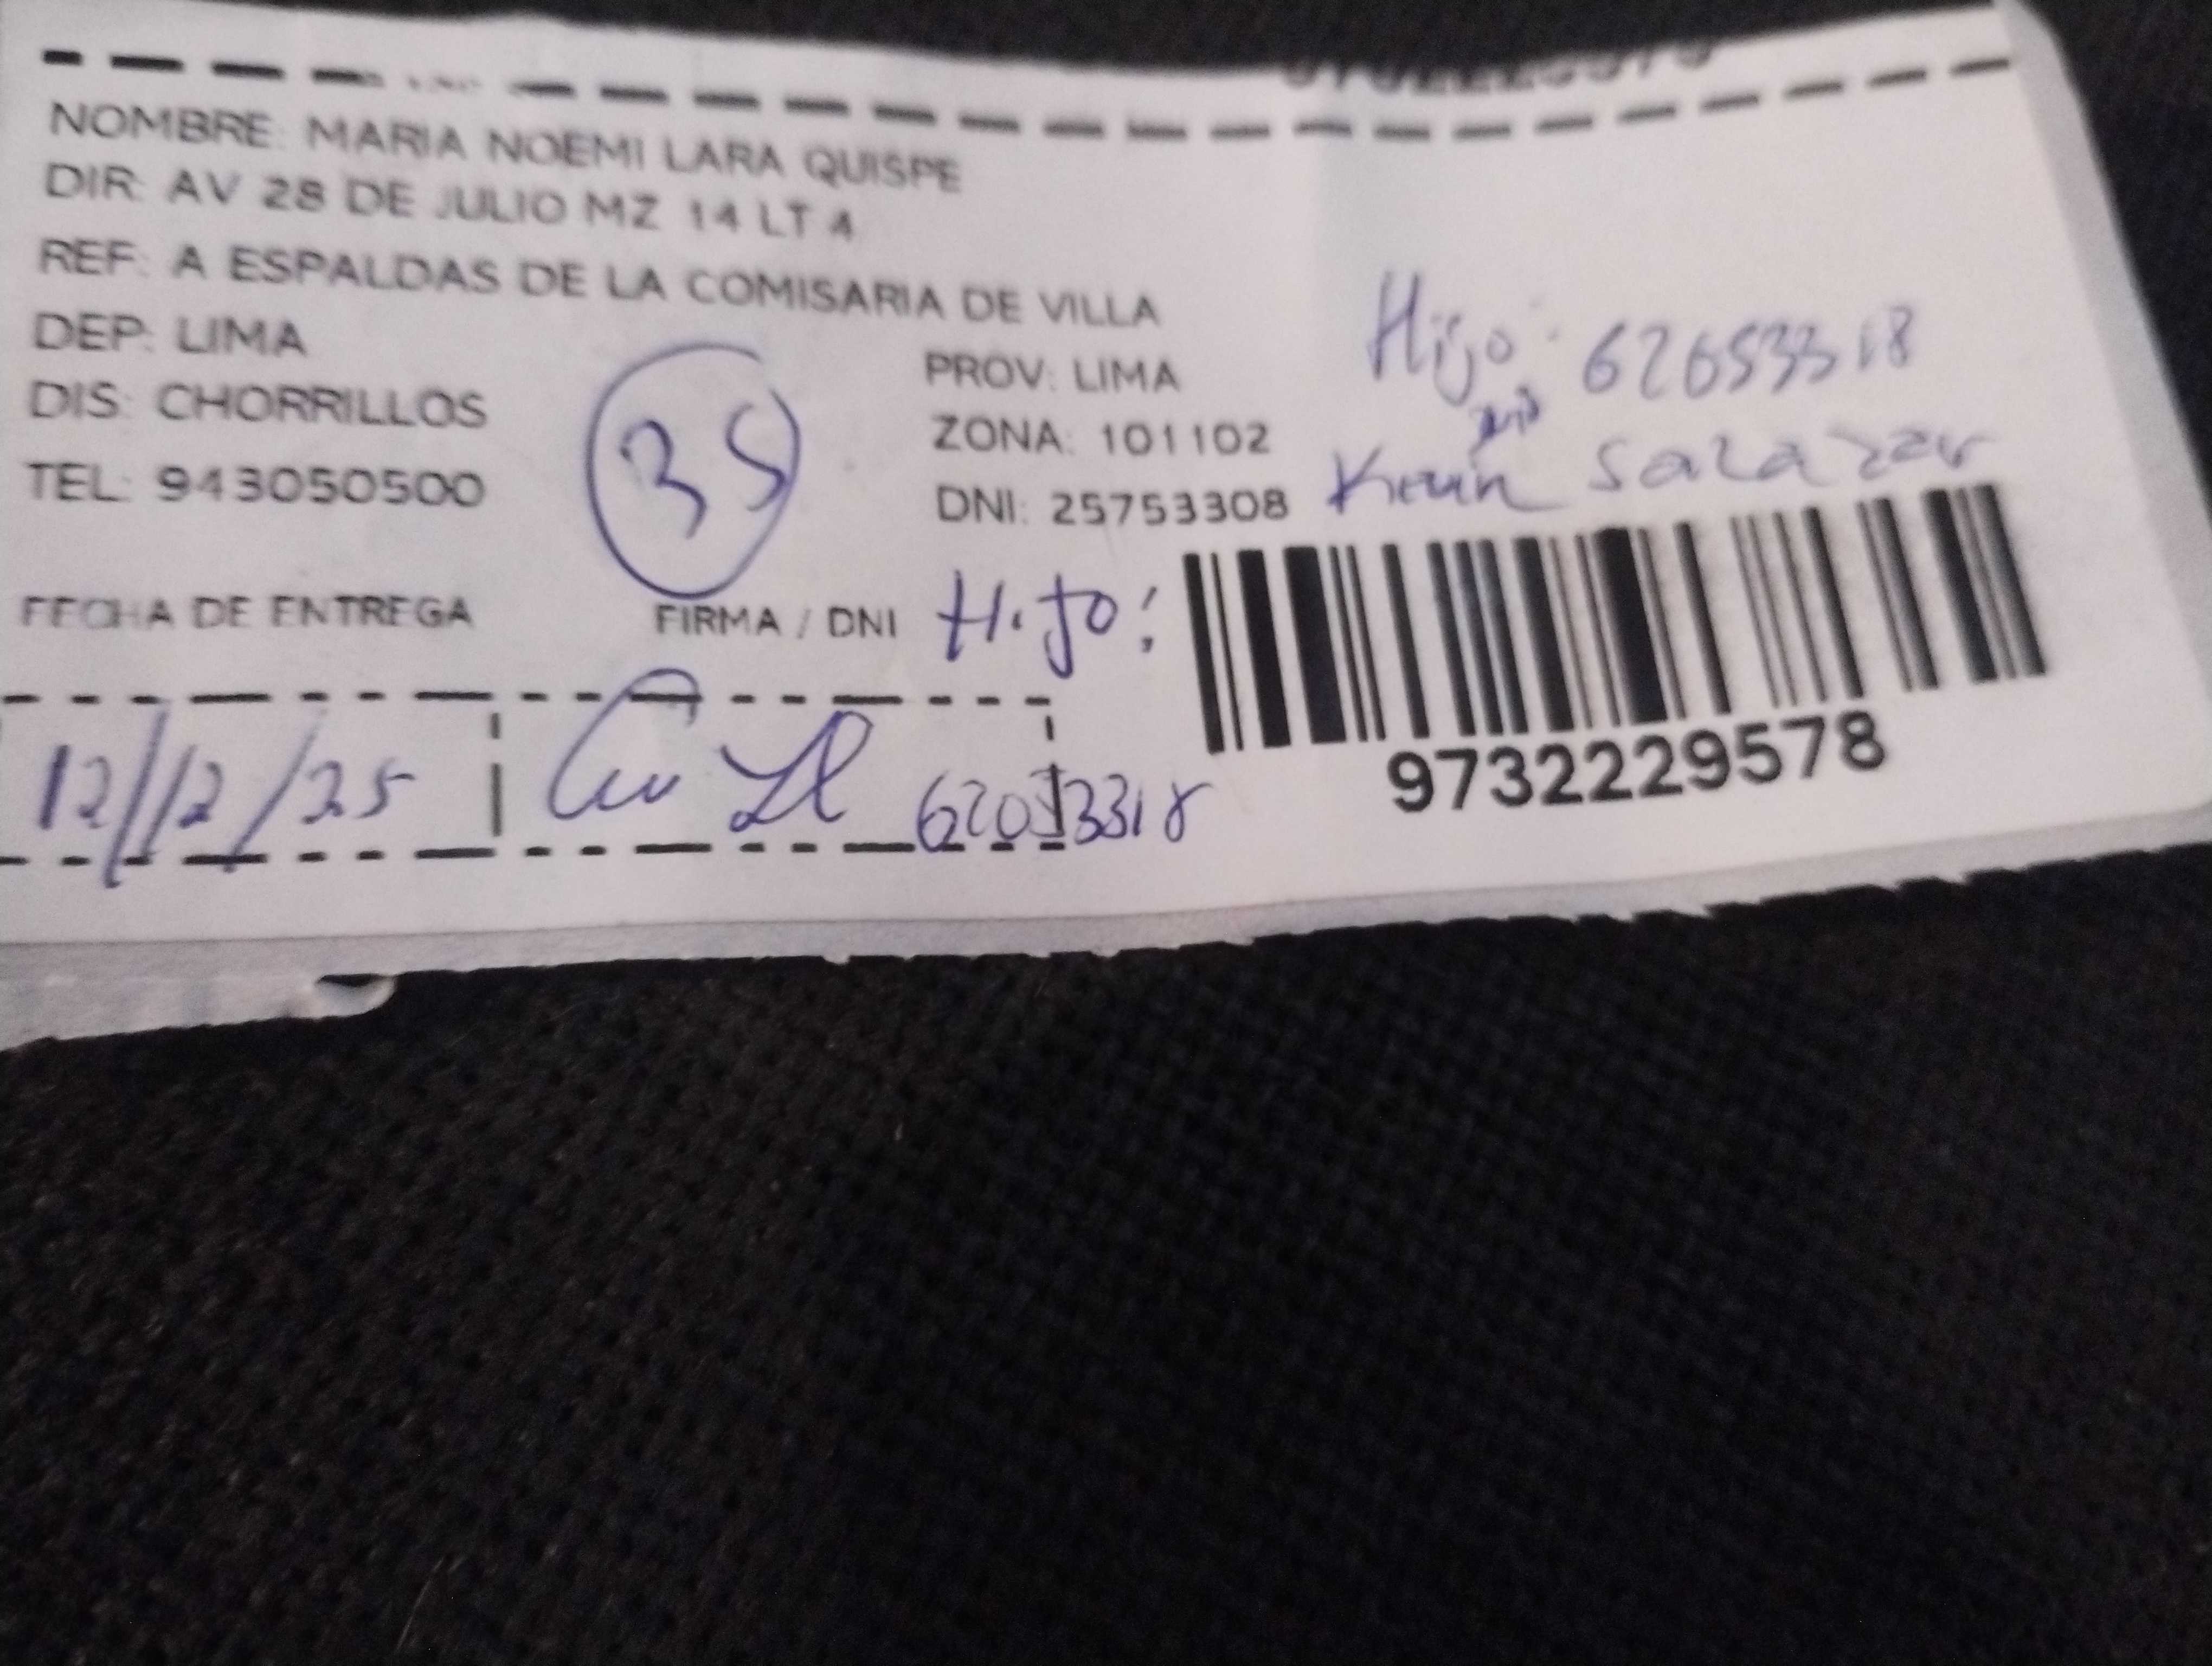 NOMBRE: MARIA NOEMI LARA QUISPE
DIR: AV 28 DE JULIO MZ 14 LT 4
REF: A ESPALDAS DE LA COMISARIA DE VILLA
DEP: LIMA
PROV: LIMA
DIS: CHORRILLOS
ZONA: 101102
TEL: 943050500
DNI: 25753308
35
Hijo: 62653318
Kevin Salazar
FECHA DE ENTREGA
FIRMA / DNI
Hijo:
12/12/25
9732229578